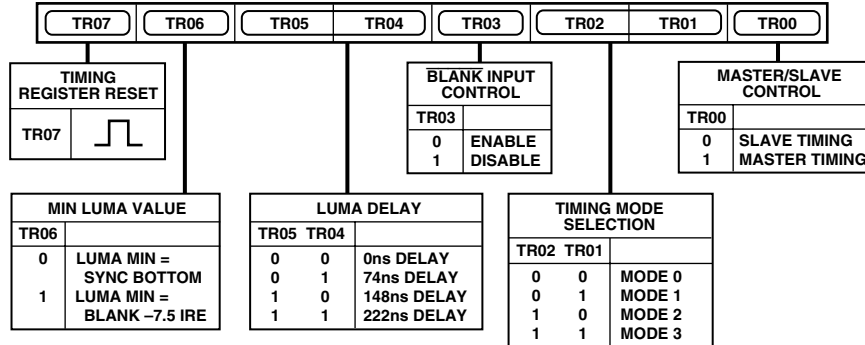 TR07 TR06 TR05 TR04 TR03 TR02 TR01 TR00
TIMING
REGISTER RESET
TR07
BLANK INPUT
CONTROL
TR03
0 ENABLE
1 DISABLE
MASTER/SLAVE
CONTROL
TR00
0 SLAVE TIMING
1 MASTER TIMING
MIN LUMA VALUE
TR06
0 LUMA MIN =
SYNC BOTTOM
1 LUMA MIN =
BLANK –7.5 IRE
LUMA DELAY
TR05 TR04
0 0 0ns DELAY
0 1 74ns DELAY
1 0 148ns DELAY
1 1 222ns DELAY
TIMING MODE
SELECTION
TR02 TR01
0 0 MODE 0
0 1 MODE 1
1 0 MODE 2
1 1 MODE 3